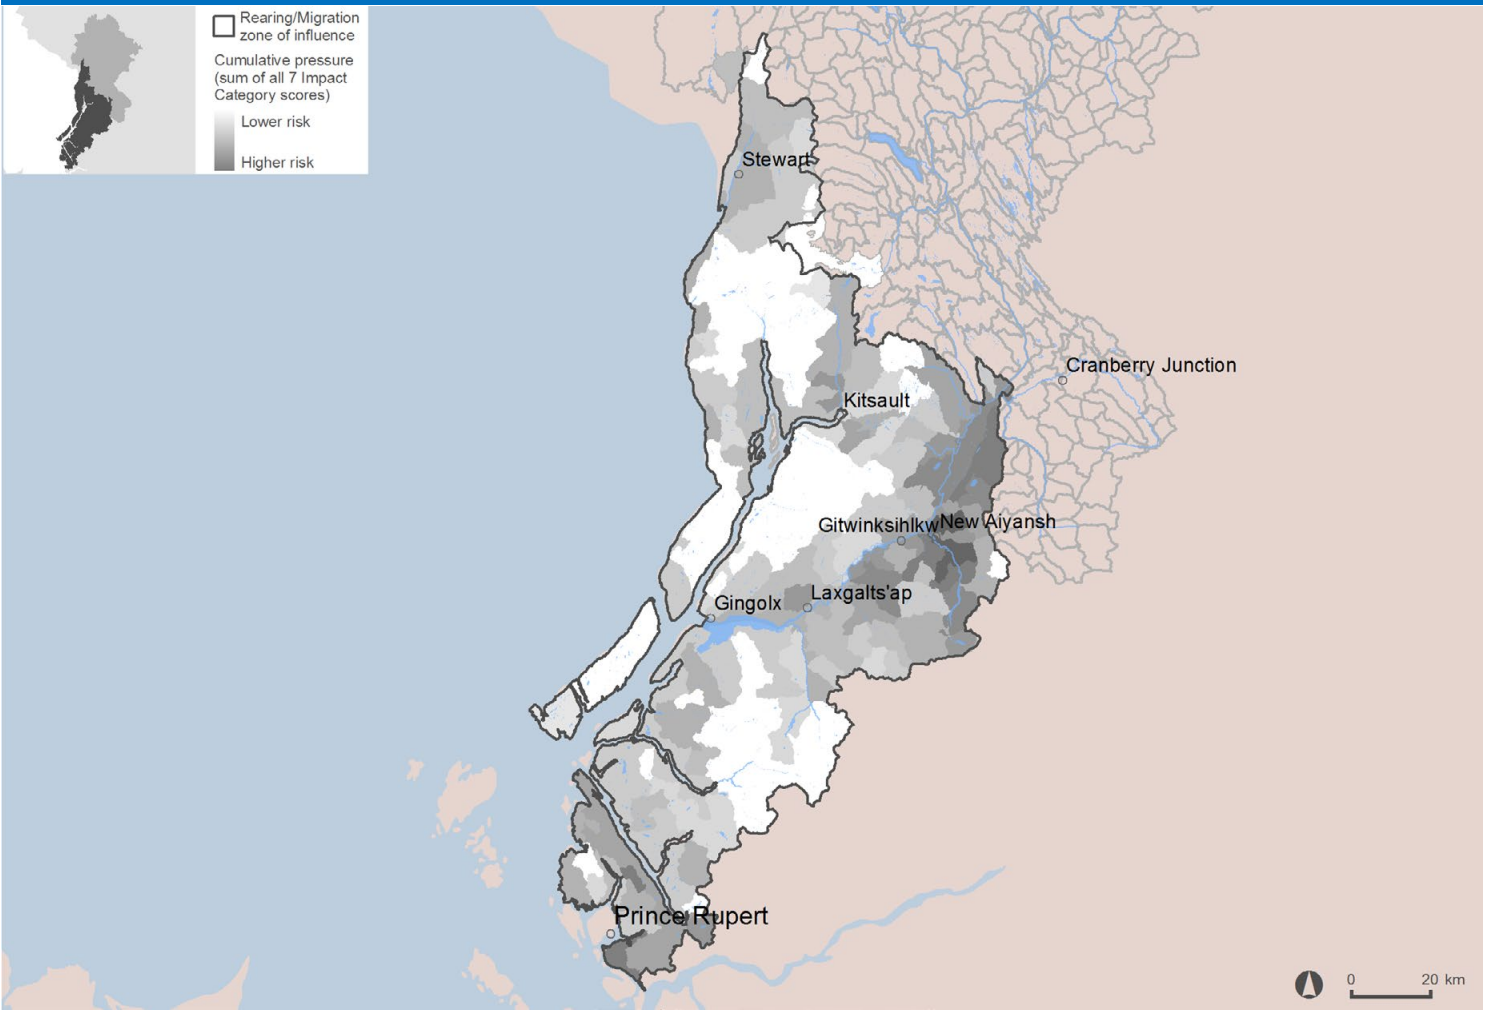 Rearing/Migration
zone of influence
Cumulative pressure
(sum of all 7 Impact
Category scores)
Lower risk
Higher risk
Stewart
Cranberry Junction
Kitsault
Gitwinksihlkw
New Aiyansh
Laxgalts'ap
Gingolx
Prince Rupert
0 20 km